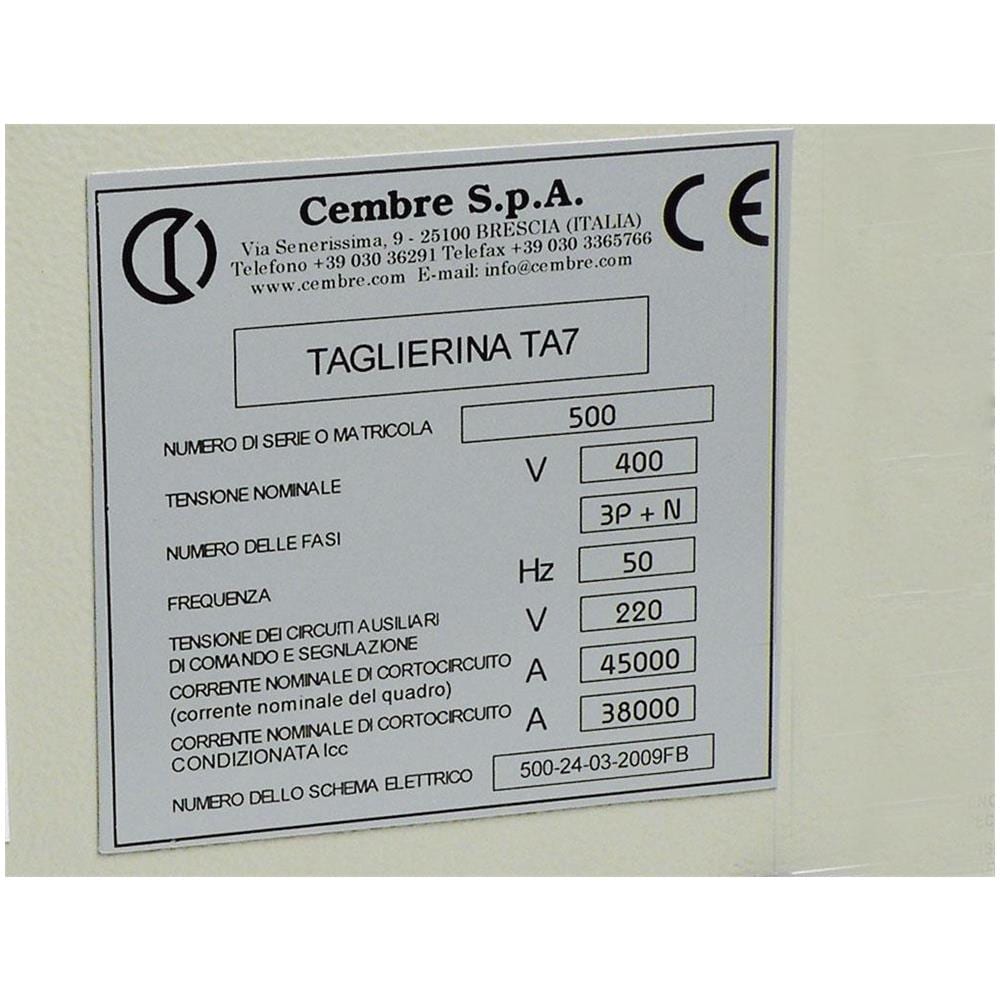 Cembre S.p.A.
CE
Via Senerissima, 9 - 25100 BRESCIA (ITALIA)
Telefono +39 030 36291 Telefax +39 030 3365766
www.cembre.com E-mail: info@cembre.com
TAGLIERINA TA7
NUMERO DI SERIE O MATRICOLA 500
TENSIONE NOMINALE V 400
NUMERO DELLE FASI 3P + N
FREQUENZA Hz 50
TENSIONE DEI CIRCUITI AUSILIARI
DI COMANDO E SEGNLAZIONE V 220
CORRENTE NOMINALE DI CORTOCIRCUITO A 45000
(corrente nominale del quadro)
CORRENTE NOMINALE DI CORTOCIRCUITO A 38000
CONDIZIONATA Icc
NUMERO DELLO SCHEMA ELETTRICO 500-24-03-2009FB